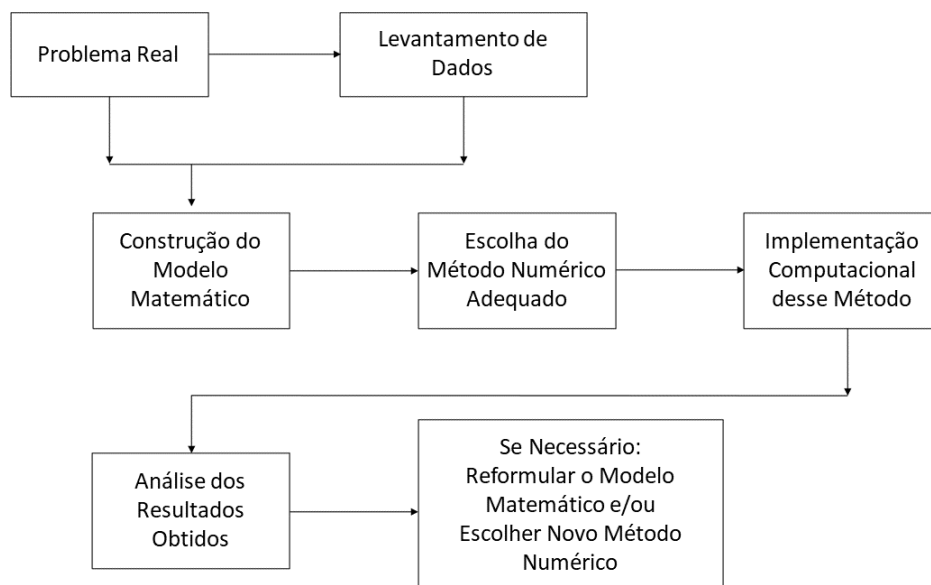 Problema Real
Levantamento de
Dados
Construção do
Modelo
Matemático
Escolha do
Método Numérico
Adequado
Implementação
Computacional
desse Método
Análise dos
Resultados
Obtidos
Se Necessário:
Reformular o Modelo
Matemático e/ou
Escolher Novo Método
Numérico